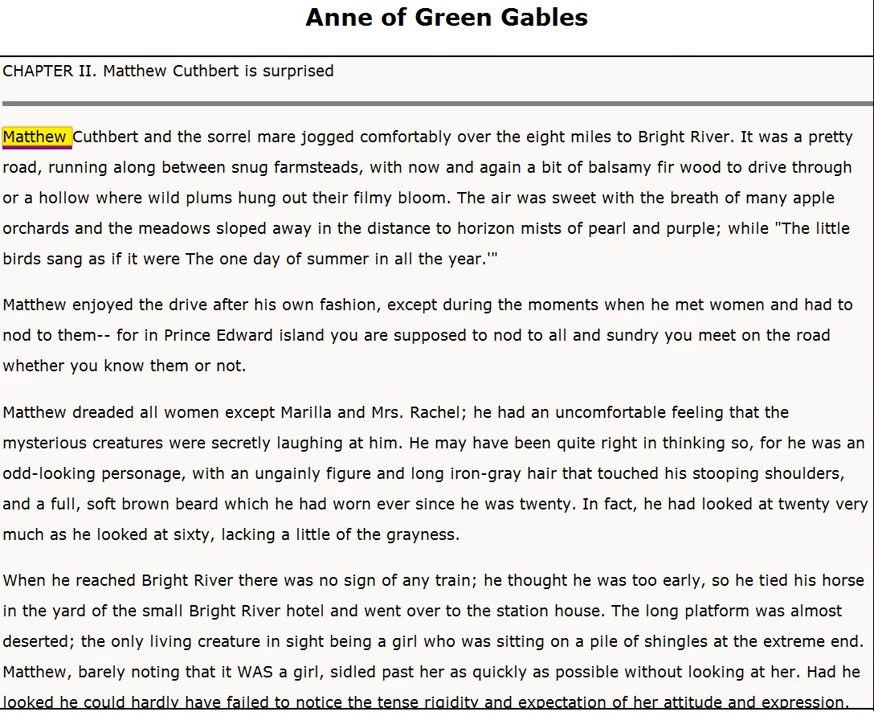 Anne of Green Gables
CHAPTER II. Matthew Cuthbert is surprised
Matthew Cuthbert and the sorrel mare jogged comfortably over the eight miles to Bright River. It was a pretty
road, running along between snug farmsteads, with now and again a bit of balsamy fir wood to drive through
or a hollow where wild plums hung out their filmy bloom. The air was sweet with the breath of many apple
orchards and the meadows sloped away in the distance to horizon mists of pearl and purple; while "The little
birds sang as if it were The one day of summer in all the year.'"
Matthew enjoyed the drive after his own fashion, except during the moments when he met women and had to
nod to them-- for in Prince Edward island you are supposed to nod to all and sundry you meet on the road
whether you know them or not.
Matthew dreaded all women except Marilla and Mrs. Rachel; he had an uncomfortable feeling that the
mysterious creatures were secretly laughing at him. He may have been quite right in thinking so, for he was an
odd-looking personage, with an ungainly figure and long iron-gray hair that touched his stooping shoulders,
and a full, soft brown beard which he had worn ever since he was twenty. In fact, he had looked at twenty very
much as he looked at sixty, lacking a little of the grayness.
When he reached Bright River there was no sign of any train; he thought he was too early, so he tied his horse
in the yard of the small Bright River hotel and went over to the station house. The long platform was almost
deserted; the only living creature in sight being a girl who was sitting on a pile of shingles at the extreme end.
Matthew, barely noting that it WAS a girl, sidled past her as quickly as possible without looking at her. Had he
looked he could hardly have failed to notice the tense rigidity and expectation of her attitude and expression.